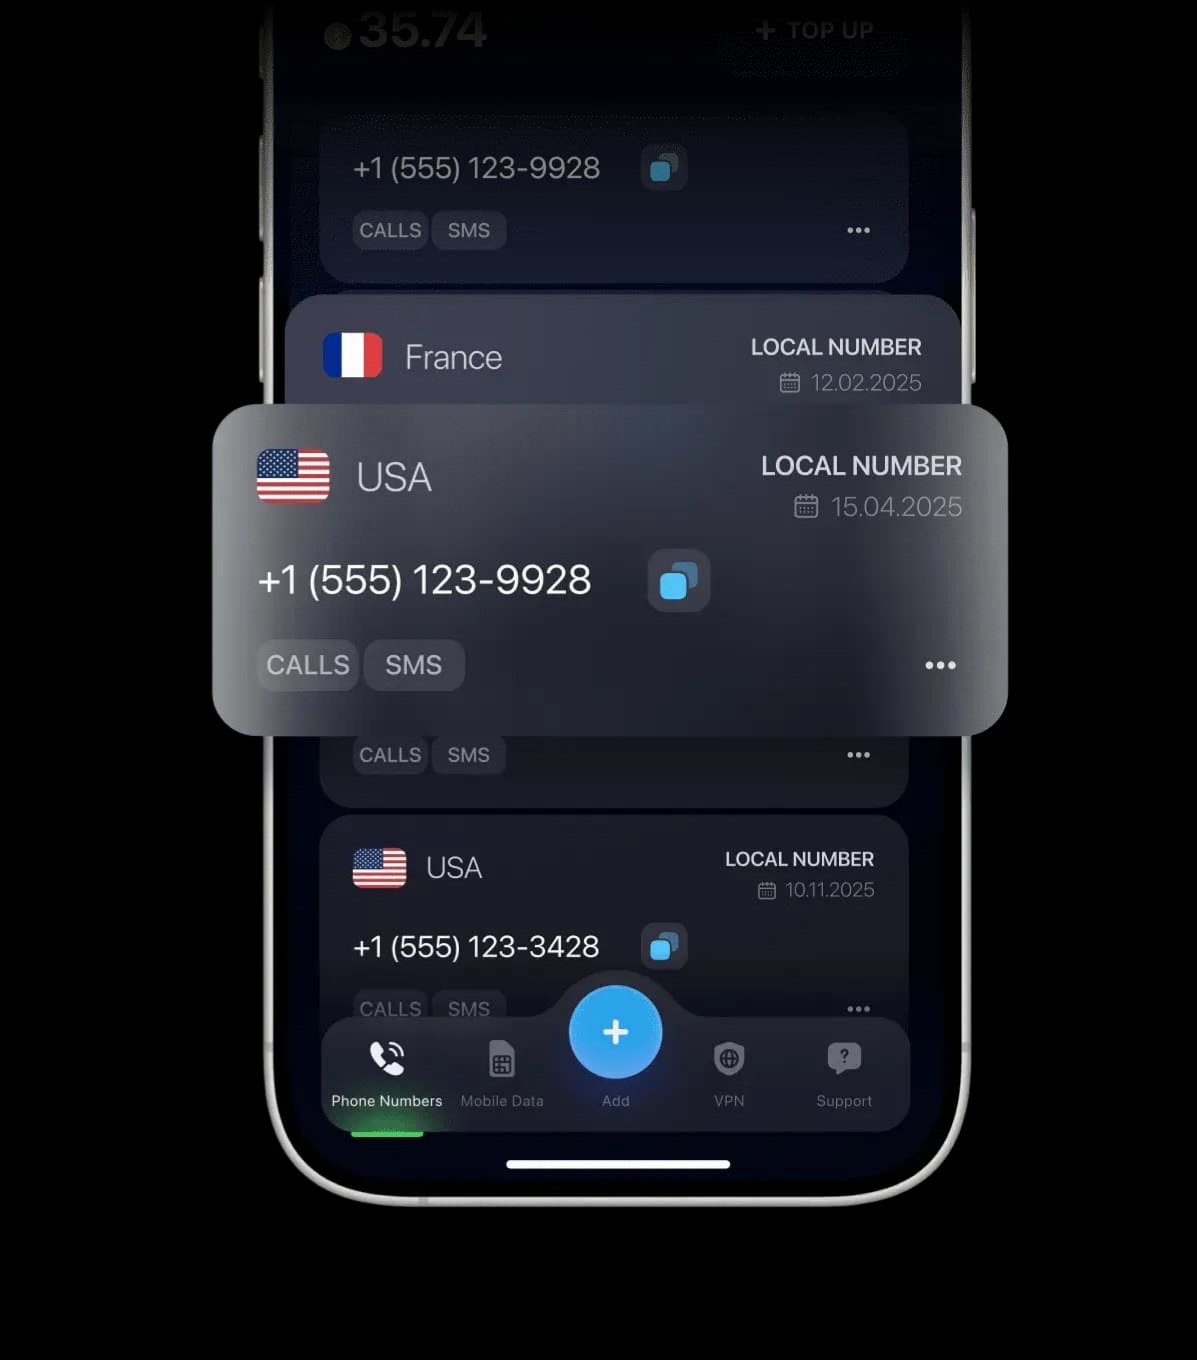 35.74
+ TOP UP
+1 (555) 123-9928
CALLS SMS
France
LOCAL NUMBER
12.02.2025
USA
LOCAL NUMBER
15.04.2025
+1 (555) 123-9928
CALLS SMS
CALLS SMS
USA
LOCAL NUMBER
10.11.2025
+1 (555) 123-3428
CALLS SMS
Phone Numbers Mobile Data Add VPN Support